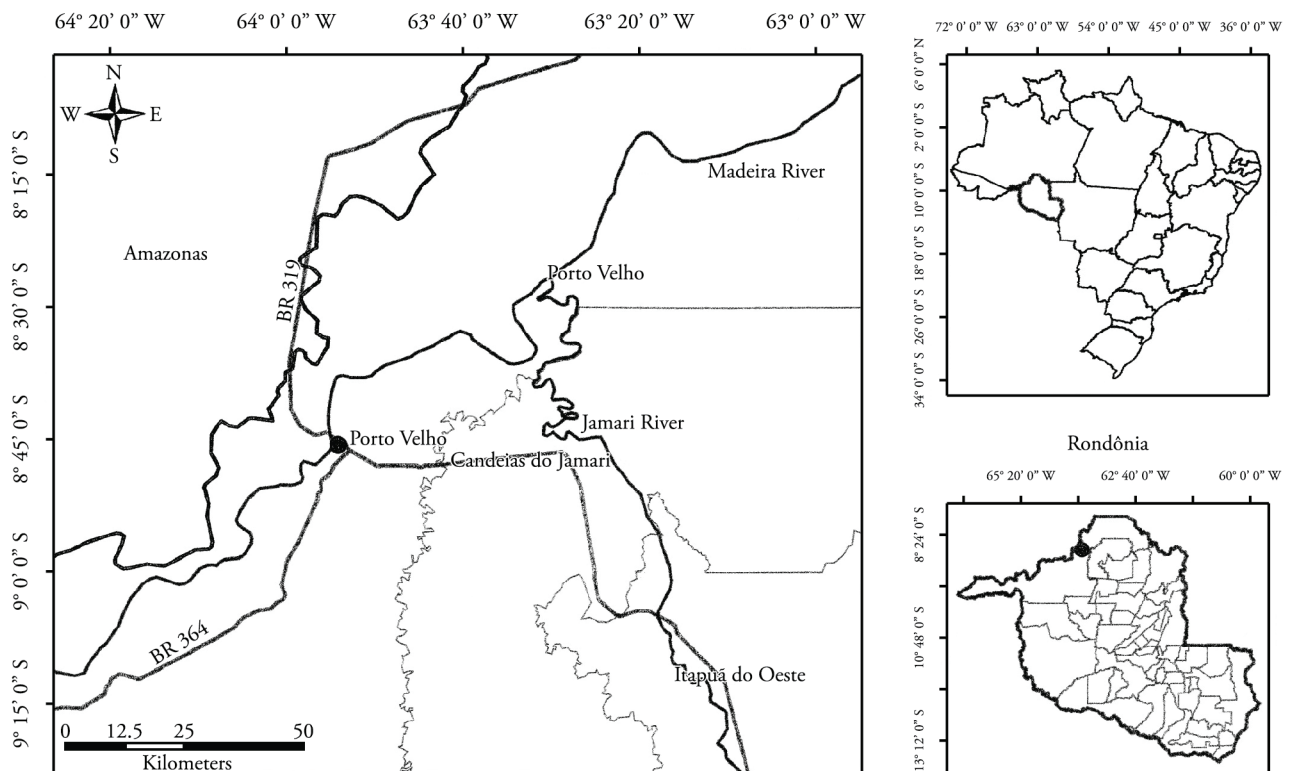 64° 20' 0" W
64° 0' 0" W
63° 40' 0" W
63° 20' 0" W
63° 0' 0" W
8° 15' 0" S
8° 30' 0" S
8° 45' 0" S
9° 0' 0" S
9° 15' 0" S
N
W
E
S
Madeira River
Amazonas
BR 319
Porto Velho
Jamari River
Porto Velho
Candeias do Jamari
BR 364
Itapuá do Oeste
0
12.5
25
50
Kilometers
72° 0' 0" W
63° 0' 0" W
54° 0' 0" W
45° 0' 0" W
36° 0' 0" W
6° 0' 0" N
2° 0' 0" S
10° 0' 0" S
18° 0' 0" S
26° 0' 0" S
34° 0' 0" S
Rondônia
65° 20' 0" W
62° 40' 0" W
60° 0' 0" W
8° 24' 0" S
10° 48' 0" S
13° 12' 0" S